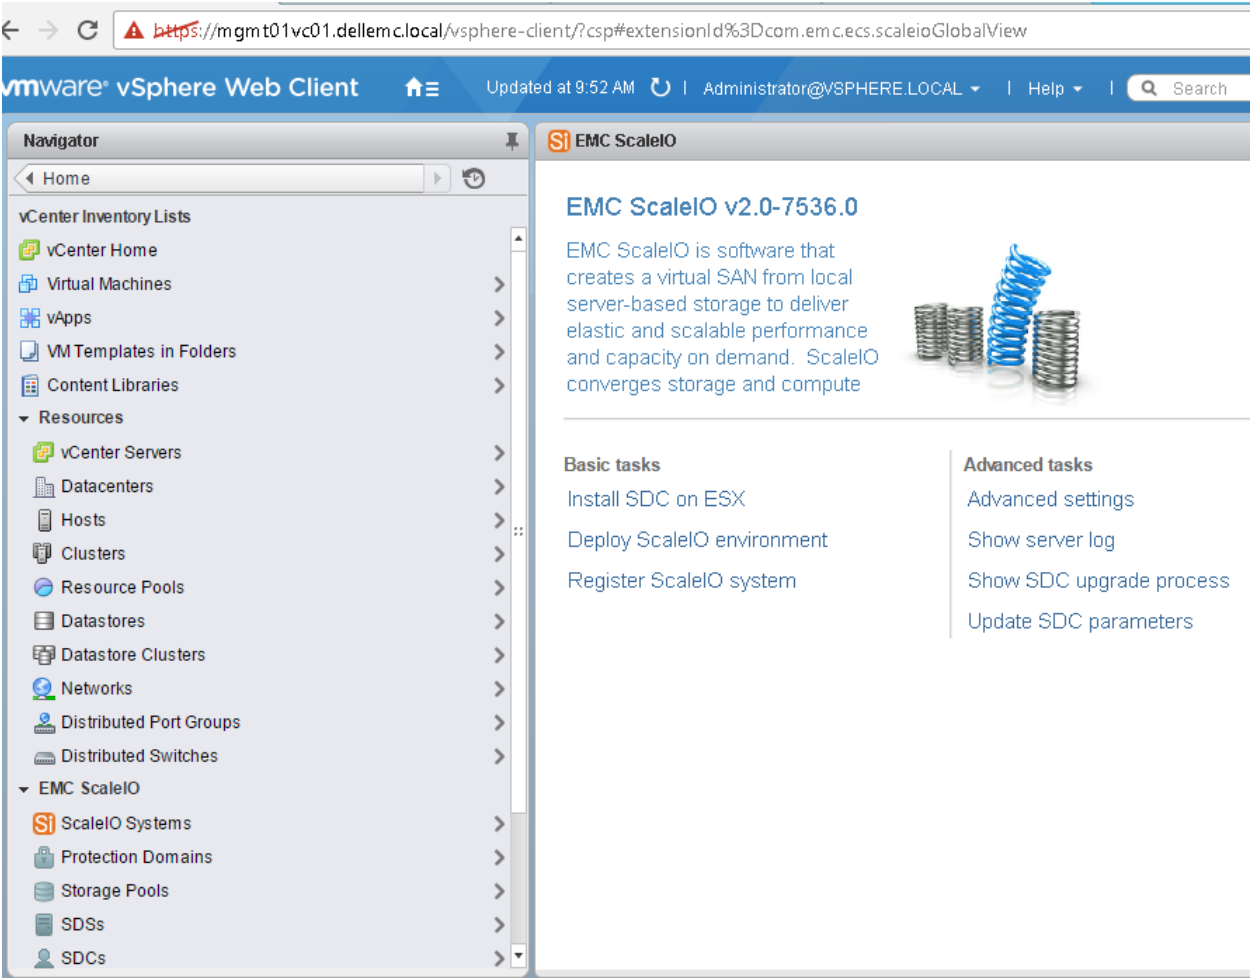 https://mgmt01vc01.dellemc.local/vsphere-client/?csp#extensionId%3Dcom.emc.ecs.scaleioGlobalView
vmware® vSphere Web Client
Updated at 9:52 AM
Administrator@VSPHERE.LOCAL
Help
Search
Navigator
Home
vCenter Inventory Lists
vCenter Home
Virtual Machines
vApps
VM Templates in Folders
Content Libraries
Resources
vCenter Servers
Datacenters
Hosts
Clusters
Resource Pools
Datastores
Datastore Clusters
Networks
Distributed Port Groups
Distributed Switches
EMC ScaleIO
Si ScaleIO Systems
Protection Domains
Storage Pools
SDSs
SDCs
Si EMC ScaleIO
EMC ScaleIO v2.0-7536.0
EMC ScaleIO is software that
creates a virtual SAN from local
server-based storage to deliver
elastic and scalable performance
and capacity on demand. ScaleIO
converges storage and compute
Basic tasks
Install SDC on ESX
Deploy ScaleIO environment
Register ScaleIO system
Advanced tasks
Advanced settings
Show server log
Show SDC upgrade process
Update SDC parameters